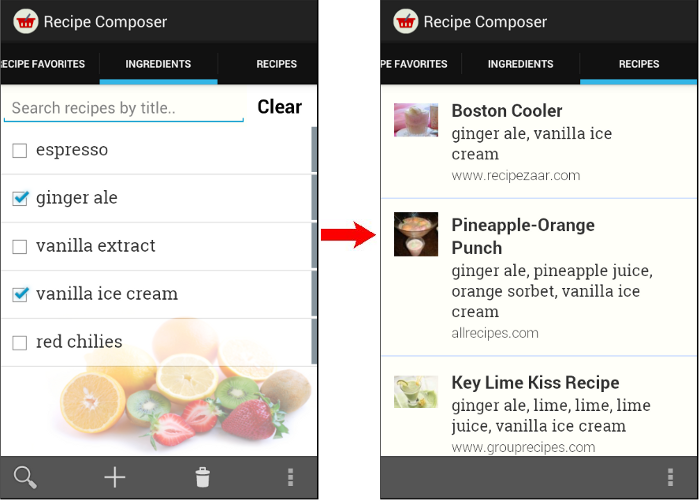 Recipe Composer
ECIPE FAVORITES INGREDIENTS RECIPES
Search recipes by title.. Clear
espresso
ginger ale
vanilla extract
vanilla ice cream
red chilies
Recipe Composer
PE FAVORITES INGREDIENTS RECIPES
Boston Cooler
ginger ale, vanilla ice
cream
www.recipezaar.com
Pineapple-Orange
Punch
ginger ale, pineapple juice,
orange sorbet, vanilla ice
cream
allrecipes.com
Key Lime Kiss Recipe
ginger ale, lime, lime, lime
juice, vanilla ice cream
www.grouprecipes.com